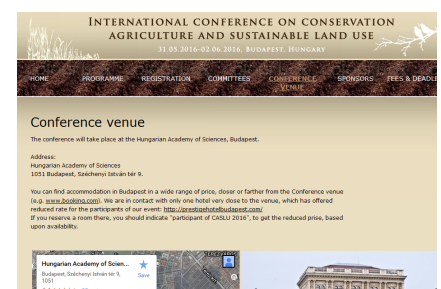 INTERNATIONAL CONFERENCE ON CONSERVATION
AGRICULTURE AND SUSTAINABLE LAND USE
31.05.2016-02.06.2016, BUDAPEST, HUNGARY
HOME PROGRAMME REGISTRATION COMMITTEES CONFERENCE VENUE SPONSORS FEES & DEADLI
Conference venue
The conference will take place at the Hungarian Academy of Sciences, Budapest.
Address:
Hungarian Academy of Sciences
1051 Budapest, Széchenyi István tér 9.
You can find accommodation in Budapest in a wide range of price, closer or farther from the Conference venue
(e.g. www.booking.com). We are in contact with only one hotel very close to the venue, which has offered
reduced rate for the participants of our event: http://prestigehotelbudapest.com/
If you reserve a room there, you should indicate "participant of CASLU 2016", to get the reduced prise, based
upon availability.
Hungarian Academy of Scien...
Budapest, Széchenyi István tér 9,
1051
Save